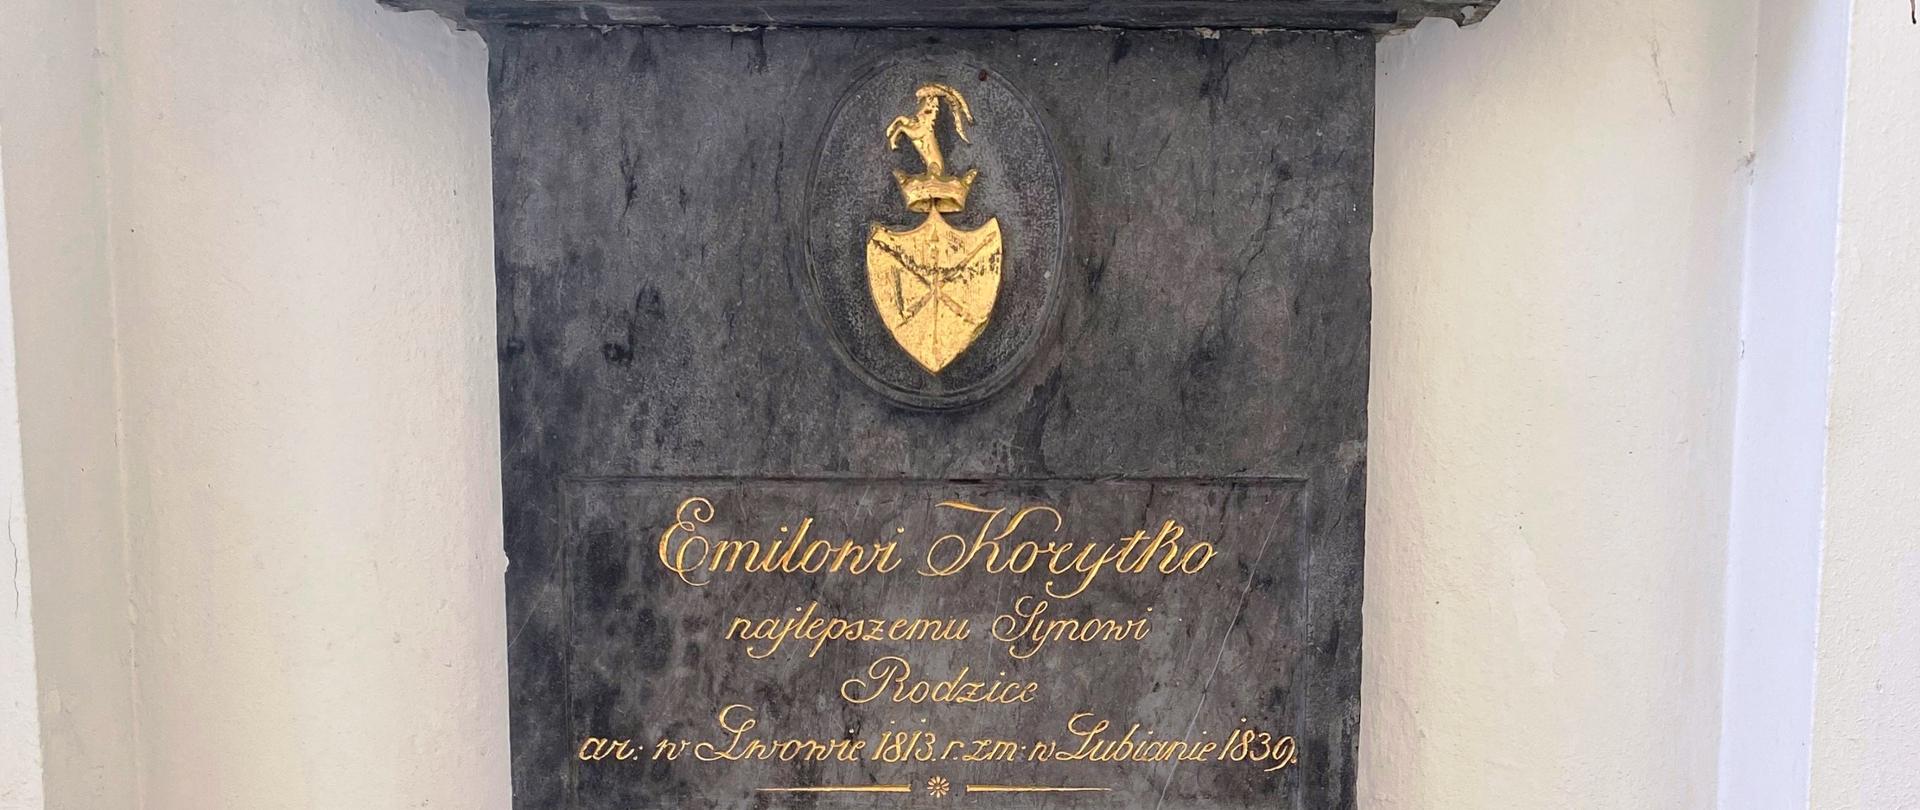 Emilowi Korytko
najlepszemu Synowi
Rodzice
ur: w Lwowie 1813. r. zm: w Lubianie 1839.